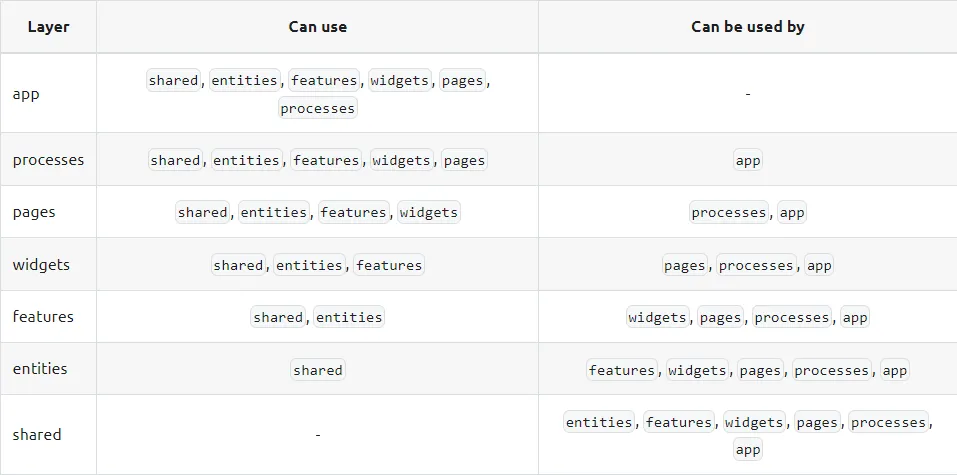 Layer Can use Can be used by
app shared, entities, features, widgets, pages, processes -
processes shared, entities, features, widgets, pages app
pages shared, entities, features, widgets processes, app
widgets shared, entities, features pages, processes, app
features shared, entities widgets, pages, processes, app
entities shared features, widgets, pages, processes, app
shared - entities, features, widgets, pages, processes, app